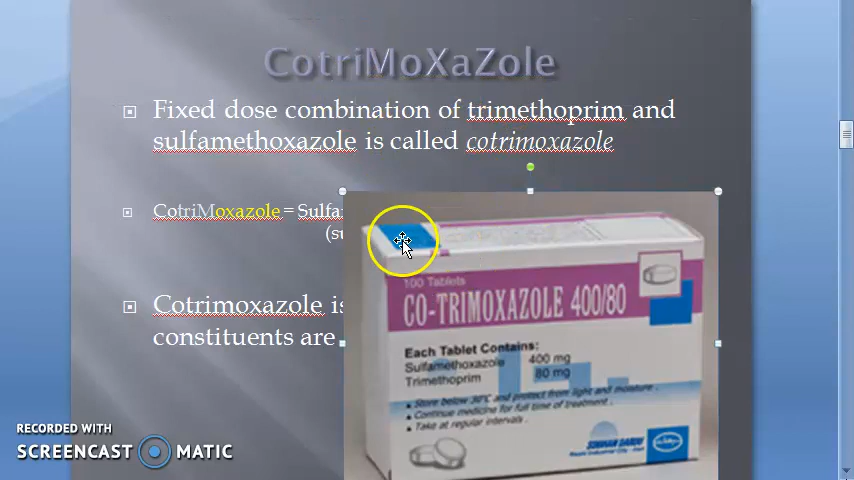 CotriMoXaZole
Fixed dose combination of trimethoprim and
sulfamethoxazole is called cotrimoxazole
CotriMoxazole = Sulfa
(su
Cotrimoxazole is
constituents are
100 Tablets
CO-TRIMOXAZOLE 400/80
Each Tablet Contains:
Sulfamethoxazole 400 mg
Trimethoprim 80 mg
Store below 30°C and protect from light and moisture.
Continue medicine for full time of treatment.
Take at regular intervals.
SOBHAN DAROU
RECORDED WITH
SCREENCAST MATIC